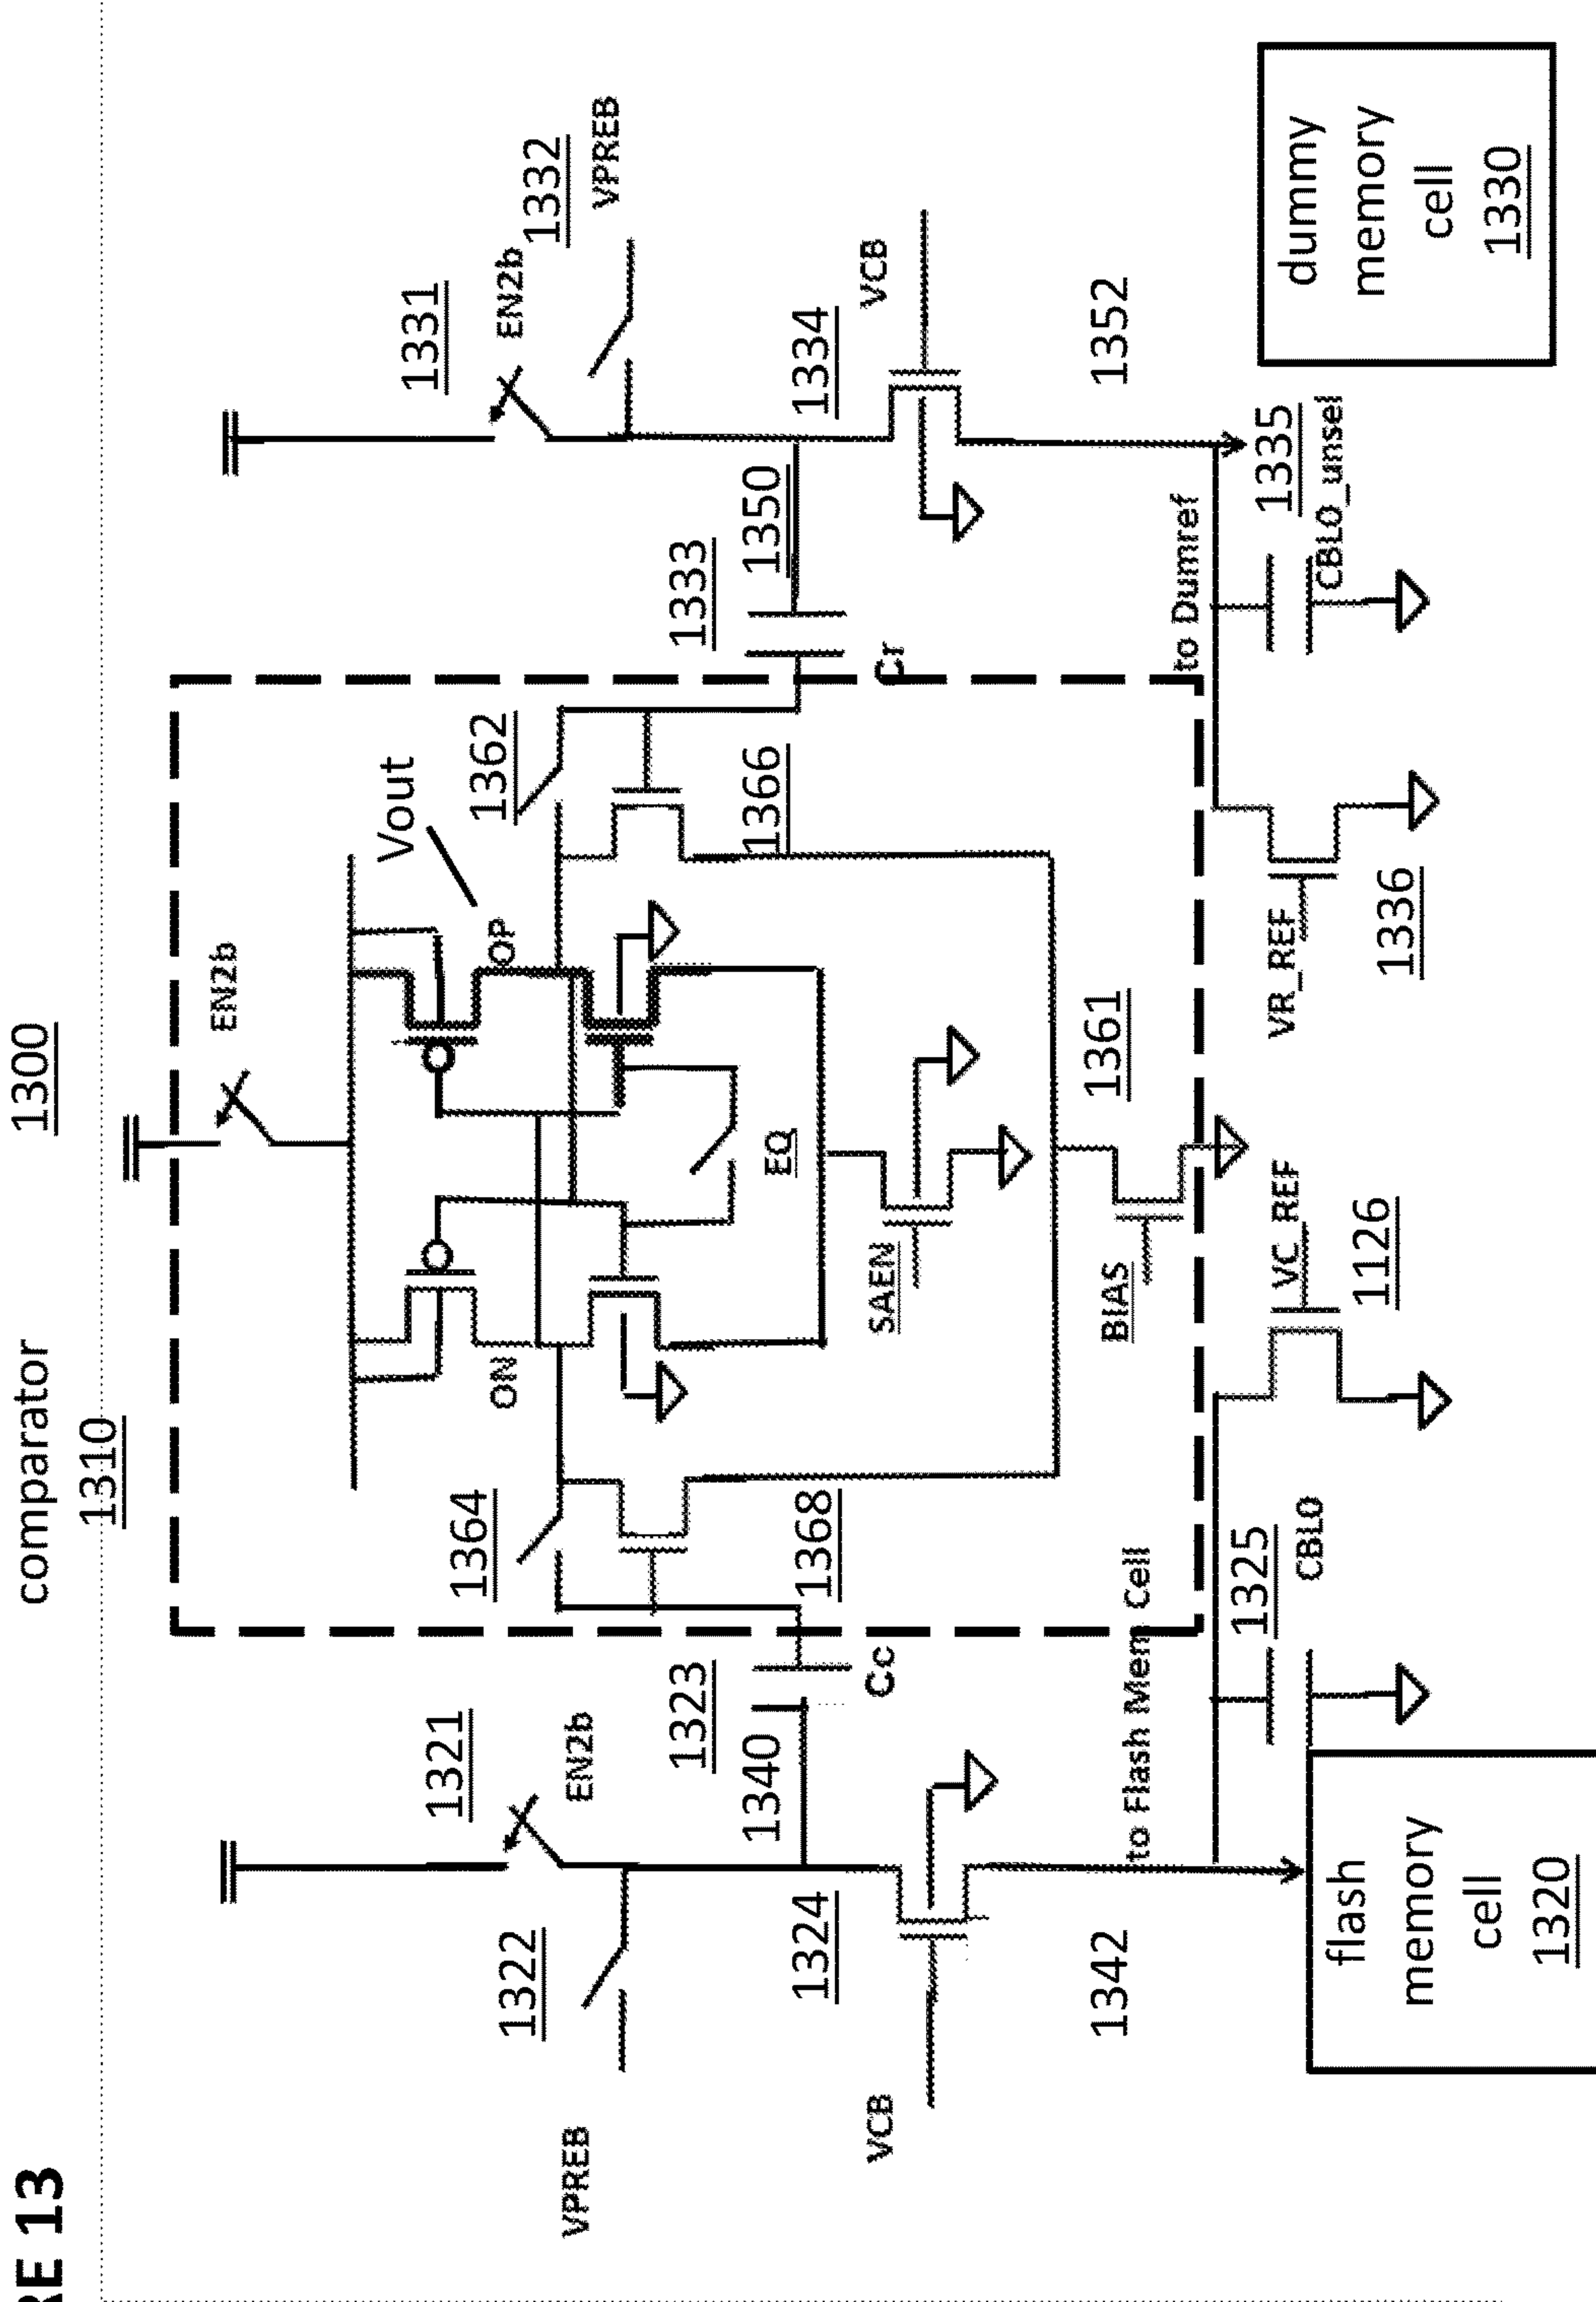 RE 13
comparator
1310
1300
EN2b
Vout
1321
EN2b
1322
VPREB
1331
EN2b
1332
VPREB
1364
ON
OP
1362
1323
Cc
1340
1324
VCB
1342
1368
EQ
SAEN
1366
1333
Cr
1350
1334
VCB
1352
BIAS
1361
to Flash Mem Cell
to Dumref
1325
CBL0
VC_REF
1126
VR_REF
1336
1335
CBL0_unsel
flash
memory
cell
1320
dummy
memory
cell
1330